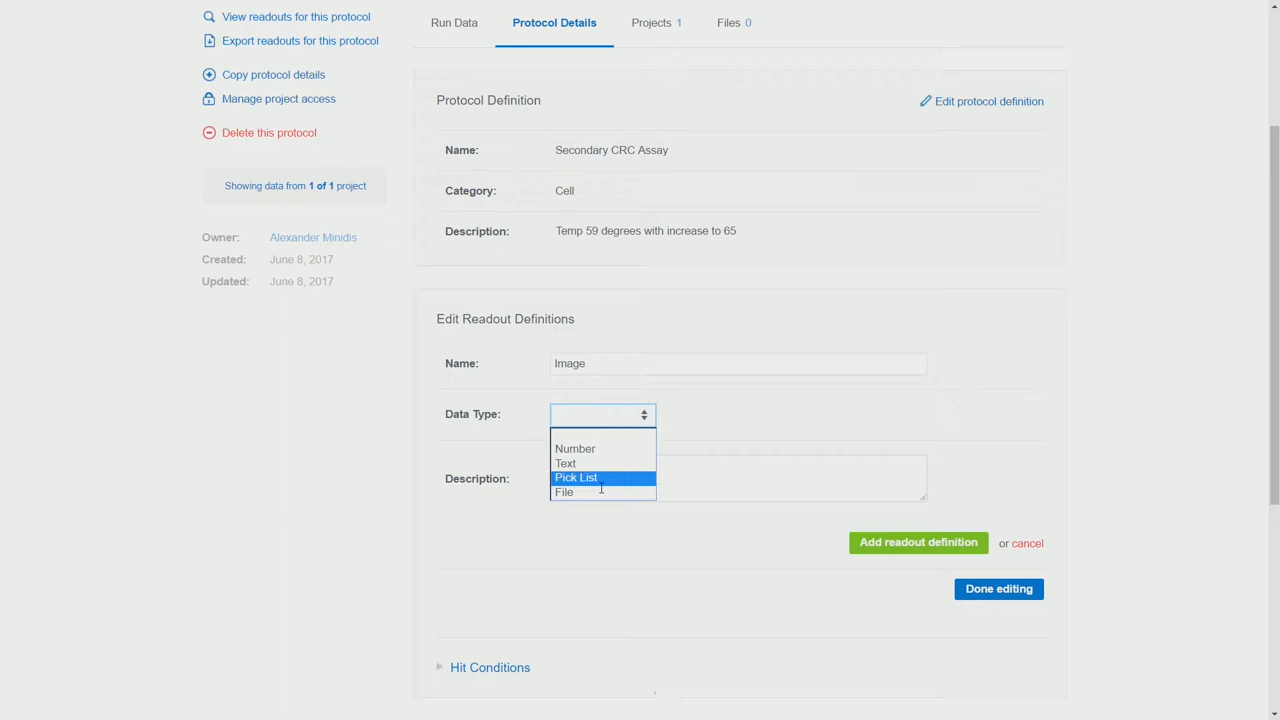 View readouts for this protocol
Export readouts for this protocol
Copy protocol details
Manage project access
Delete this protocol
Showing data from 1 of 1 project
Owner: Alexander Minidis
Created: June 8, 2017
Updated: June 8, 2017
Run Data Protocol Details Projects 1 Files 0
Protocol Definition Edit protocol definition
Name: Secondary CRC Assay
Category: Cell
Description: Temp 59 degrees with increase to 65
Edit Readout Definitions
Name: Image
Data Type:
Number
Text
Pick List
File
Description:
Add readout definition or cancel
Done editing
Hit Conditions